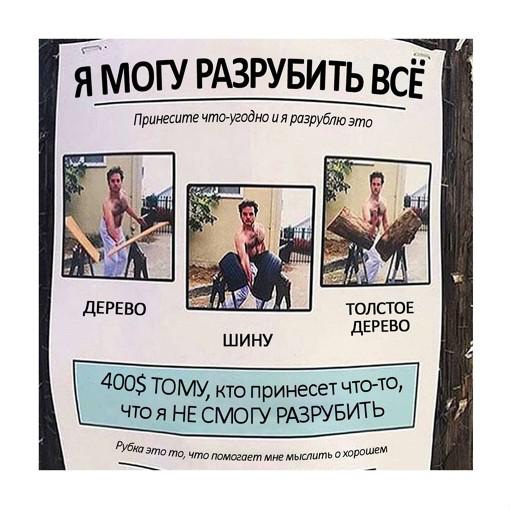 Я МОГУ РАЗРУБИТЬ ВСЁ
Принесите что-угодно и я разрублю это
ДЕРЕВО
ШИНУ
ТОЛСТОЕ
ДЕРЕВО
400$ ТОМУ, кто принесет что-то,
что я НЕ СМОГУ РАЗРУБИТЬ
Рубка это то, что помогает мне мыслить о хорошем